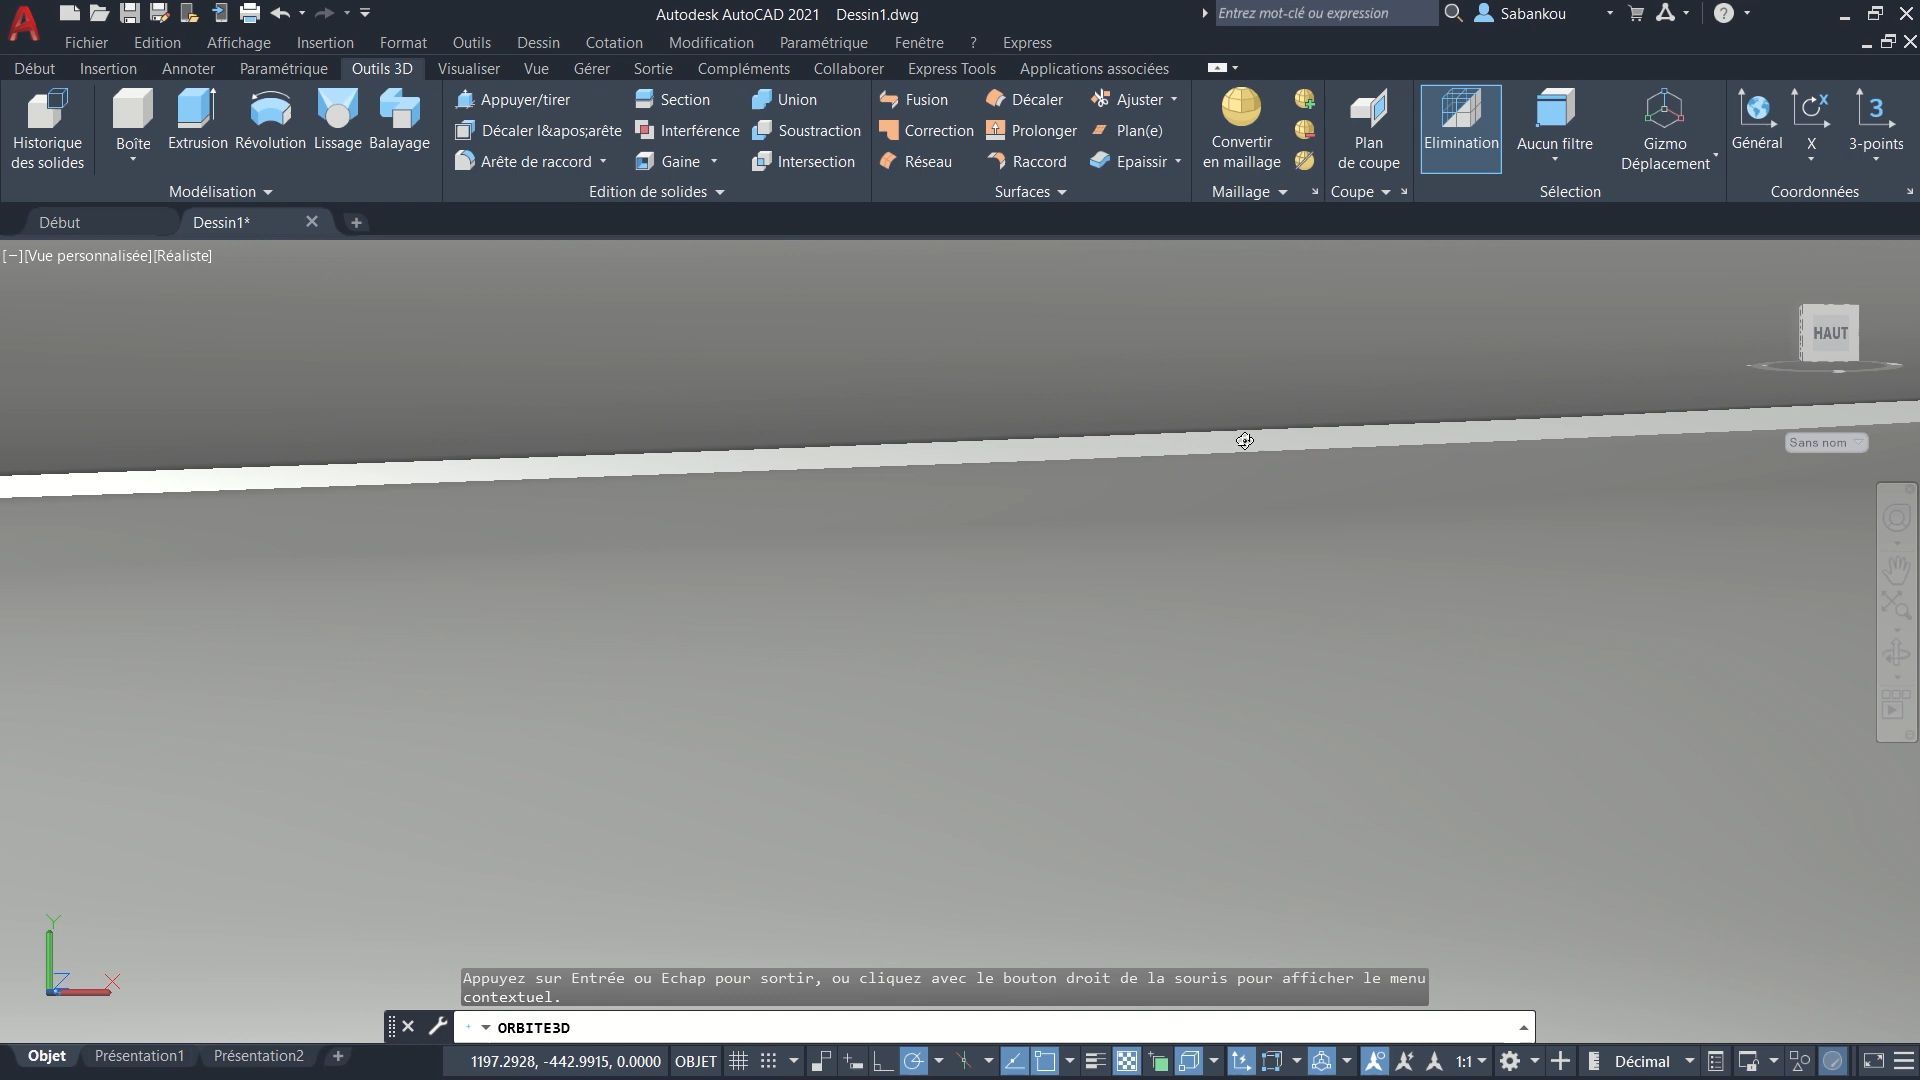 Autodesk AutoCAD 2021 Dessin1.dwg
Entrez mot-clé ou expression
Sabankou
Fichier Edition Affichage Insertion Format Outils Dessin Cotation Modification Paramétrique Fenêtre ? Express
Début Insertion Annoter Paramétrique Outils 3D Visualiser Vue Gérer Sortie Compléments Collaborer Express Tools Applications associées
Historique des solides
Boîte
Extrusion
Révolution
Lissage
Balayage
Modélisation
Appuyer/tirer
Décaler l&apos;arête
Arête de raccord
Section
Interférence
Gaine
Union
Soustraction
Intersection
Edition de solides
Fusion
Correction
Réseau
Décaler
Prolonger
Raccord
Ajuster
Plan(e)
Epaissir
Surfaces
Convertir
en maillage
Maillage
Plan
de coupe
Coupe
Elimination
Aucun filtre
Gizmo
Déplacement
Sélection
Général
X
3-points
Coordonnées
Début
Dessin1*
[−][Vue personnalisée][Réaliste]
HAUT
Sans nom
Y
Z
X
Appuyez sur Entrée ou Echap pour sortir, ou cliquez avec le bouton droit de la souris pour afficher le menu
contextuel.
ORBITE3D
Objet Présentation1 Présentation2
1197.2928, -442.9915, 0.0000 OBJET
1:1
Décimal